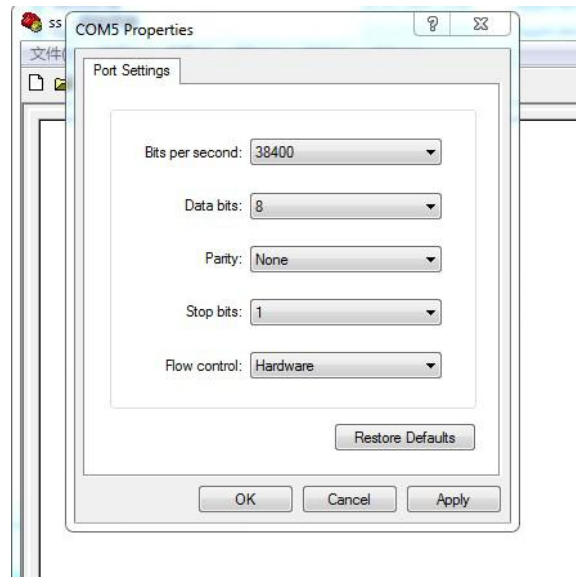 ss
COM5 Properties
文件(
Port Settings
Bits per second: 38400
Data bits: 8
Parity: None
Stop bits: 1
Flow control: Hardware
Restore Defaults
OK Cancel Apply